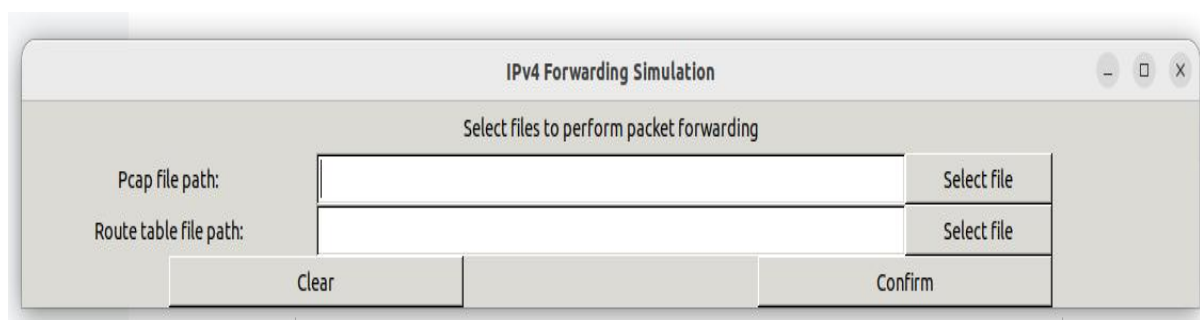 IPv4 Forwarding Simulation
Select files to perform packet forwarding
Pcap file path: Select file
Route table file path: Select file
Clear Confirm